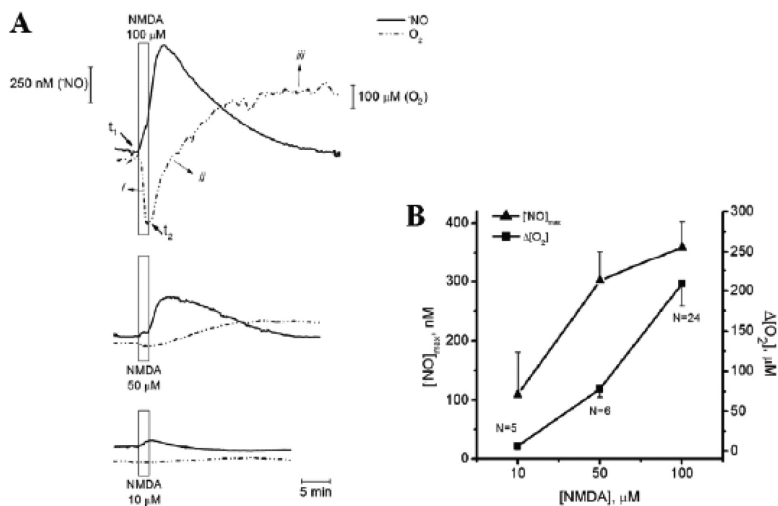 A
NMDA
100 µM
•NO
O₂
250 nM (•NO)
iii
100 µM (O₂)
t₁
i
ii
t₂
NMDA
50 µM
NMDA
10 µM
5 min
B
[•NO]max
Δ[O₂]
400
300
200
100
0
300
250
200
150
100
50
0
[•NO]max, nM
Δ[O₂], µM
N=5
N=6
N=24
10
50
100
[NMDA], µM